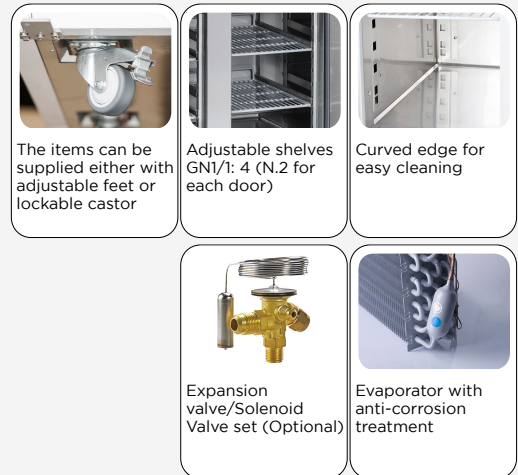 The items can be
supplied either with
adjustable feet or
lockable castor
Adjustable shelves
GN1/1: 4 (N.2 for
each door)
Curved edge for
easy cleaning
Expansion
valve/Solenoid
Valve set (Optional)
Evaporator with
anti-corrosion
treatment